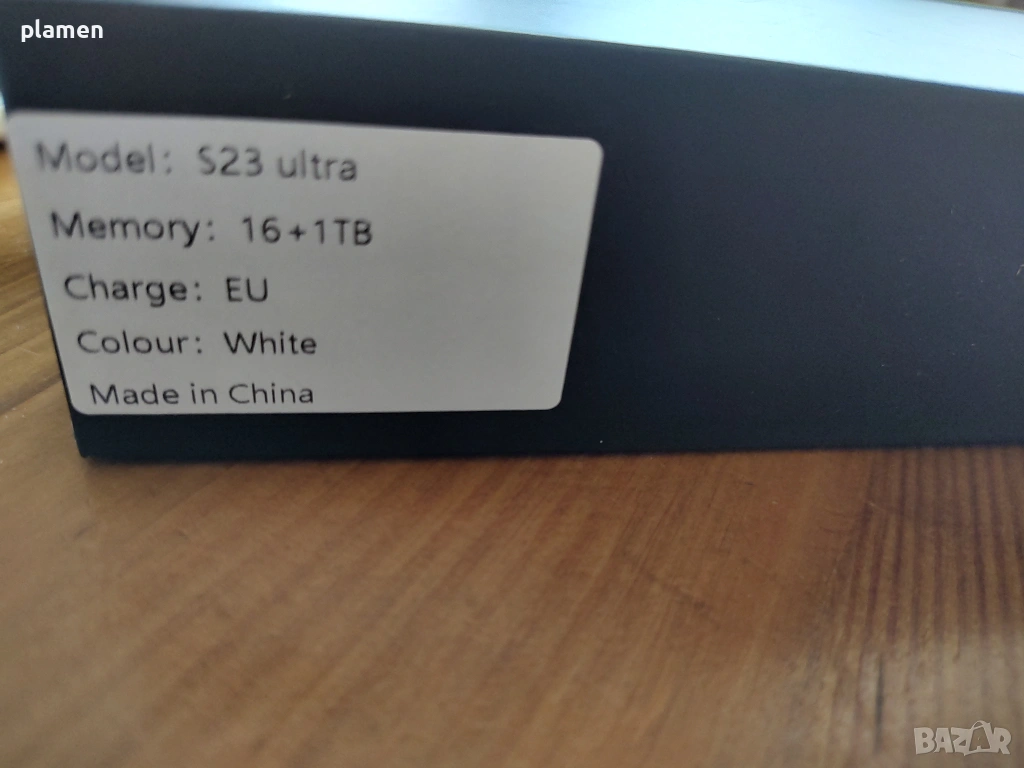 plamen
Model: S23 ultra
Memory: 16+1TB
Charge: EU
Colour: White
Made in China
BAZAR